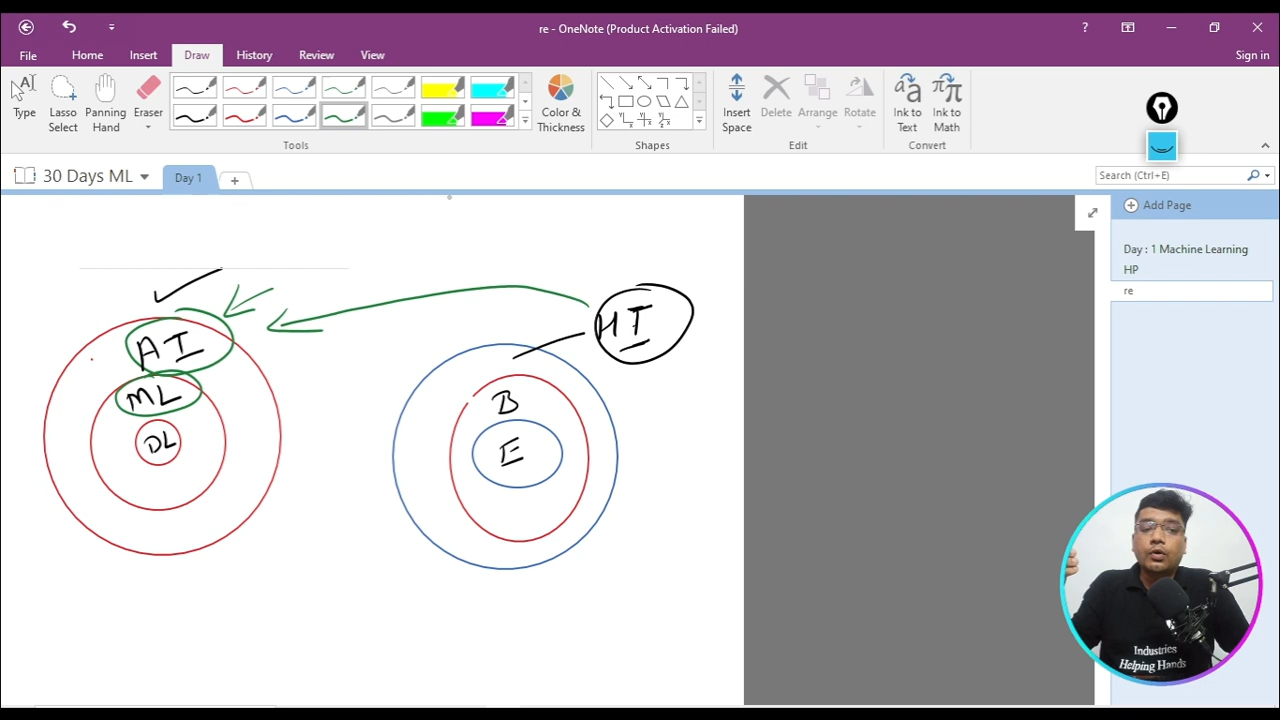 re - OneNote (Product Activation Failed)
?
File Home Insert Draw History Review View
Sign in
Type
Lasso Select
Panning Hand
Eraser
Color & Thickness
Insert Space
Delete
Arrange
Rotate
Ink to Text
Ink to Math
Tools
Shapes
Edit
Convert
30 Days ML
Day 1
Search (Ctrl+E)
Add Page
Day : 1 Machine Learning
HP
re
AI
ML
DL
HI
B
E
Industries
Helping Hands